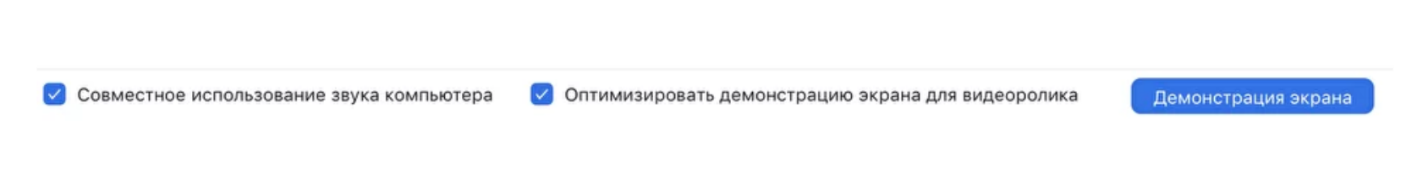 Совместное использование звука компьютера
Оптимизировать демонстрацию экрана для видеоролика
Демонстрация экрана